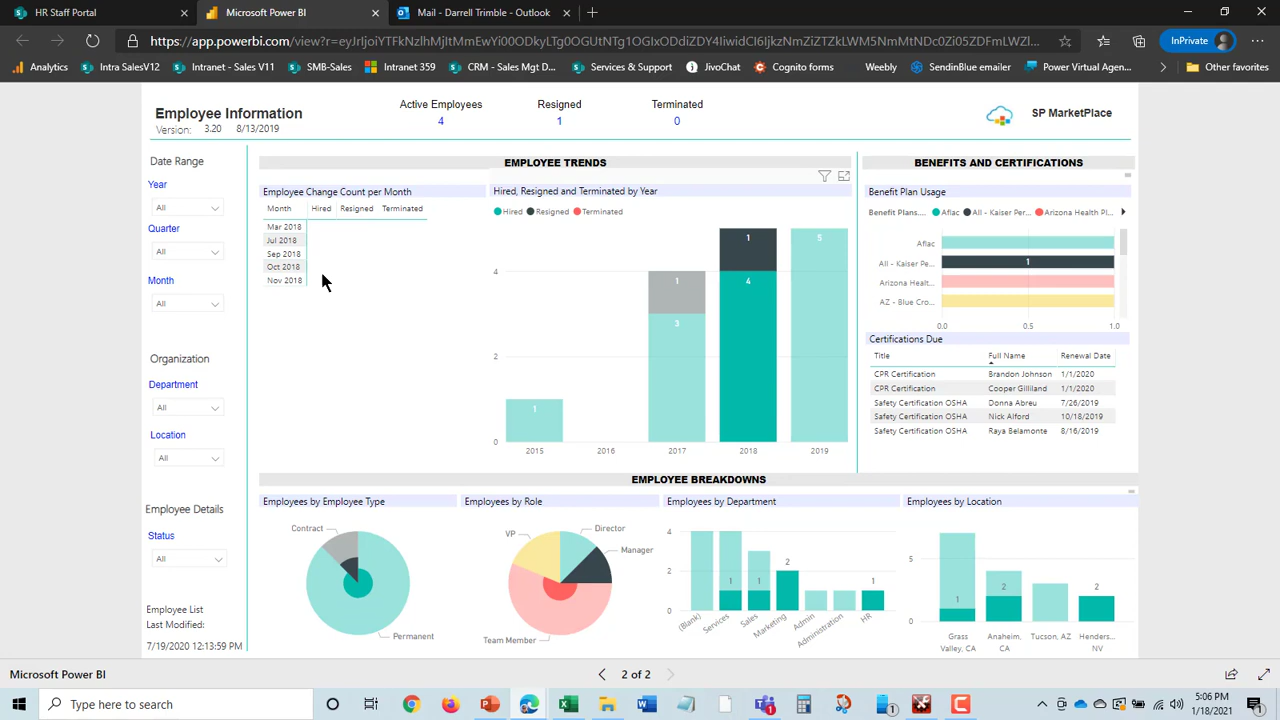 HR Staff Portal
Microsoft Power BI
Mail - Darrell Trimble - Outlook
https://app.powerbi.com/view?r=
InPrivate
Analytics
Intra SalesV12
Intranet - Sales V11
SMB-Sales
Intranet 359
CRM - Sales Mgt D...
Services & Support
JivoChat
Cognito forms
Weebly
SendinBlue emailer
Power Virtual Agen...
Other favorites
Employee Information
Version: 3.20 8/13/2019
Active Employees
4
Resigned
1
Terminated
0
SP MarketPlace
Date Range
Year
All
Quarter
All
Month
All
Organization
Department
All
Location
All
Employee Details
Status
All
Employee List
Last Modified:
7/19/2020 12:13:59 PM
EMPLOYEE TRENDS
Employee Change Count per Month
Month Hired Resigned Terminated
Mar 2018
Jul 2018
Sep 2018
Oct 2018
Nov 2018
Hired, Resigned and Terminated by Year
Hired Resigned Terminated
4
2
0
1
1
3
1
4
5
2015 2016 2017 2018 2019
BENEFITS AND CERTIFICATIONS
Benefit Plan Usage
Benefit Plans... Aflac All - Kaiser Per... Arizona Health Pl...
Aflac
All - Kaiser Pe...
1
Arizona Healt...
AZ - Blue Cro...
0.0 0.5 1.0
Certifications Due
Title Full Name Renewal Date
CPR Certification Brandon Johnson 1/1/2020
CPR Certification Cooper Gilliland 1/1/2020
Safety Certification OSHA Donna Abreu 7/26/2019
Safety Certification OSHA Nick Alford 10/18/2019
Safety Certification OSHA Raya Belamonte 8/16/2019
EMPLOYEE BREAKDOWNS
Employees by Employee Type
Contract
Permanent
Employees by Role
VP
Director
Manager
Team Member
Employees by Department
4
2
0
1
1
2
1
(Blank)
Services
Sales
Marketing
Admin
Administration
HR
Employees by Location
5
0
1
2
2
Grass Valley, CA
Anaheim, CA
Tucson, AZ
Henders... NV
Microsoft Power BI
2 of 2
Type here to search
5:06 PM
1/18/2021